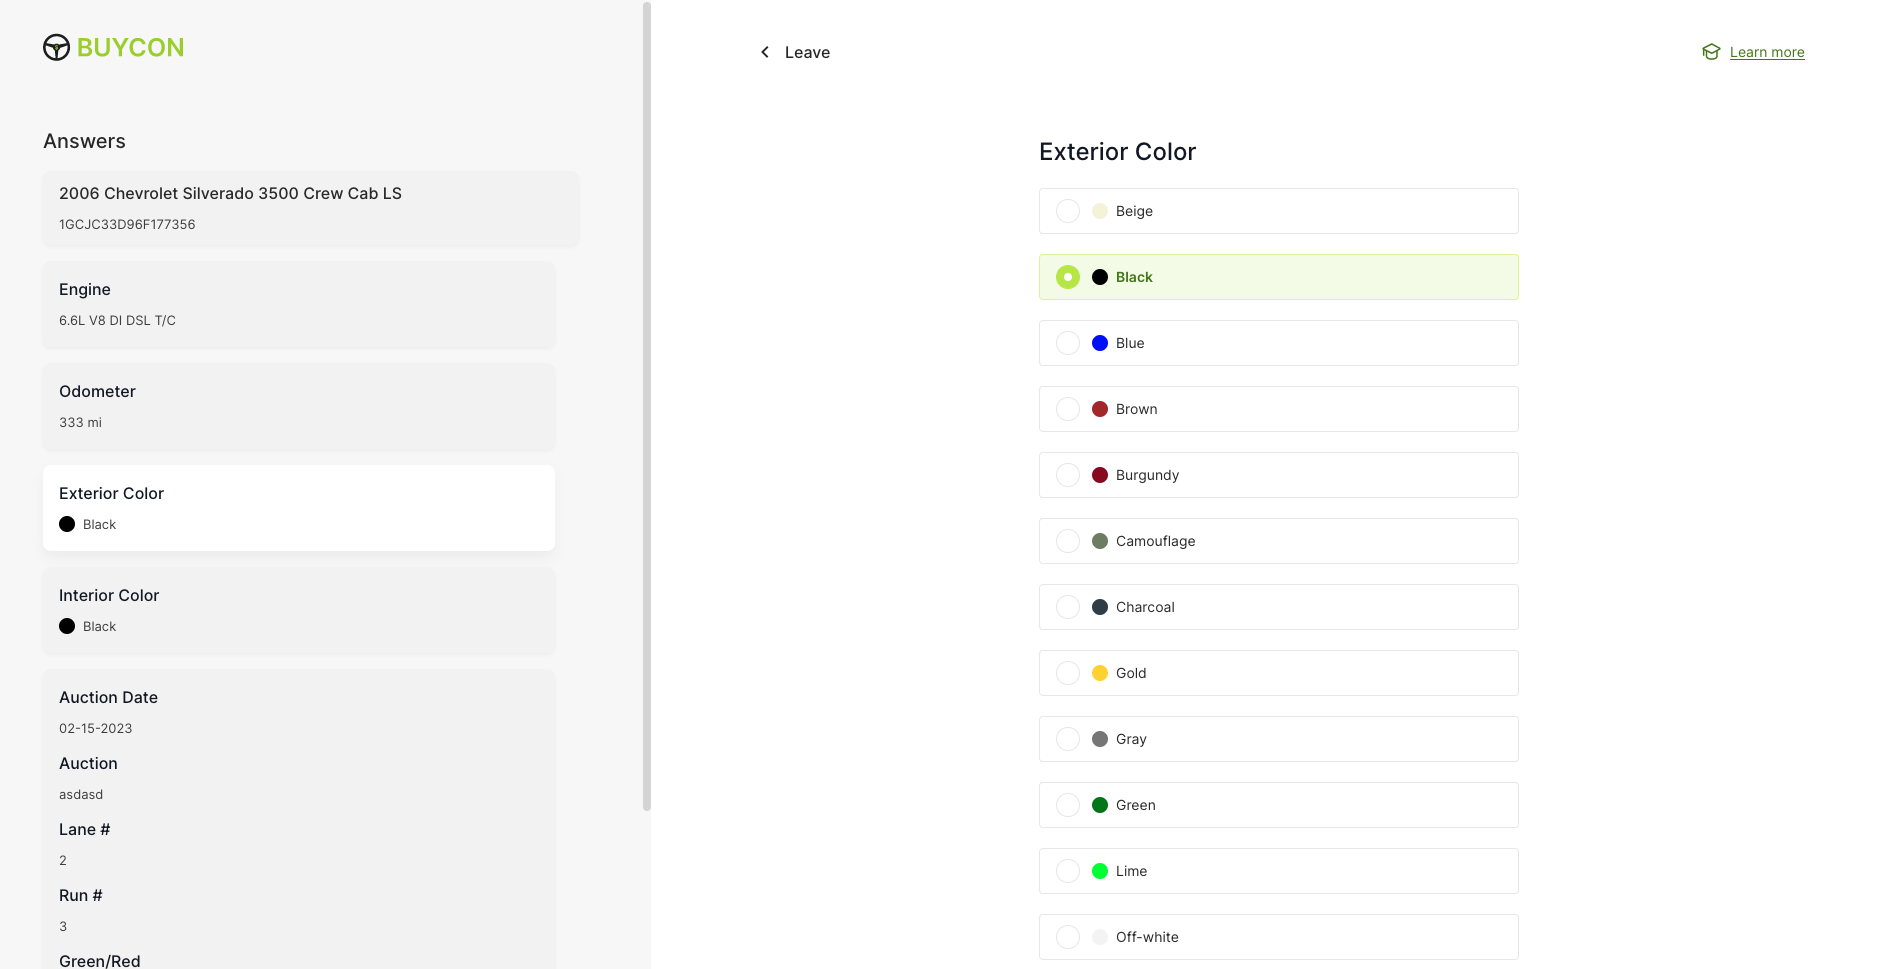 BUYCON
Answers
2006 Chevrolet Silverado 3500 Crew Cab LS
1GCJC33D96F177356
Engine
6.6L V8 DI DSL T/C
Odometer
333 mi
Exterior Color
Black
Interior Color
Black
Auction Date
02-15-2023
Auction
asdasd
Lane #
2
Run #
3
Green/Red
Leave
Learn more
Exterior Color
Beige
Black
Blue
Brown
Burgundy
Camouflage
Charcoal
Gold
Gray
Green
Lime
Off-white